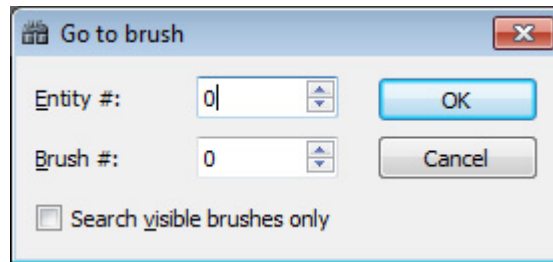 Go to brush
Entity #: 0 OK
Brush #: 0 Cancel
Search visible brushes only